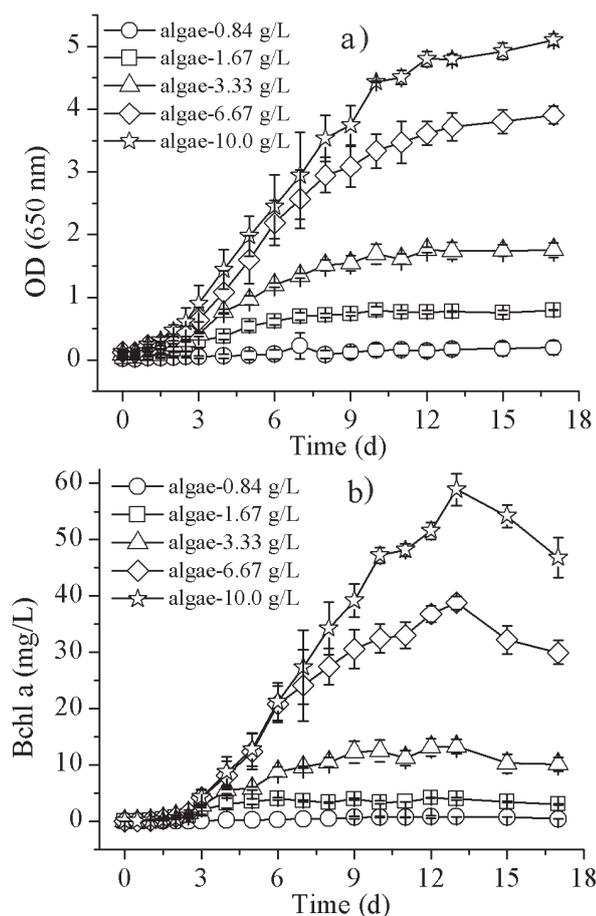 a)
algae-0.84 g/L
algae-1.67 g/L
algae-3.33 g/L
algae-6.67 g/L
algae-10.0 g/L
5
4
3
2
1
0
OD (650 nm)
0 3 6 9 12 15 18
Time (d)
b)
algae-0.84 g/L
algae-1.67 g/L
algae-3.33 g/L
algae-6.67 g/L
algae-10.0 g/L
60
50
40
30
20
10
0
Bchl a (mg/L)
0 3 6 9 12 15 18
Time (d)